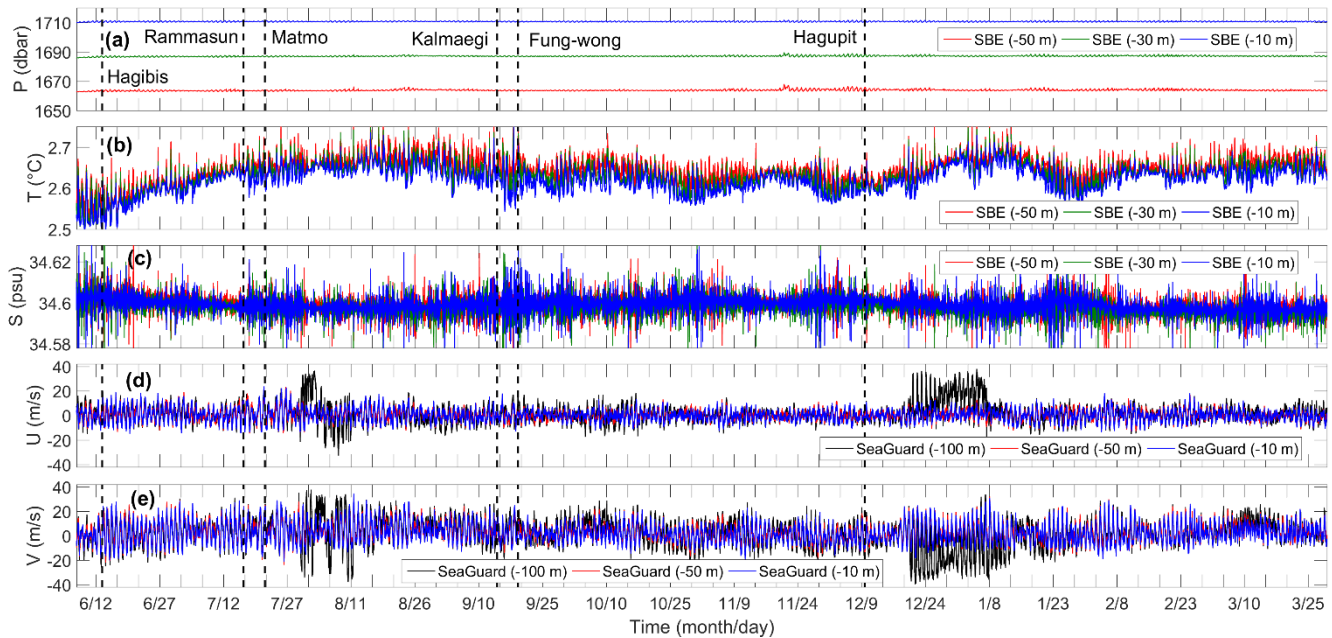 1710
1690
1670
1650
P (dbar)
(a)
Rammasun
Matmo
Kalmaegi
Fung-wong
Hagupit
Hagibis
SBE (-50 m) SBE (-30 m) SBE (-10 m)
2.7
2.6
2.5
T (°C)
(b)
SBE (-50 m) SBE (-30 m) SBE (-10 m)
34.62
34.6
34.58
S (psu)
(c)
SBE (-50 m) SBE (-30 m) SBE (-10 m)
40
20
0
-20
-40
U (m/s)
(d)
SeaGuard (-100 m) SeaGuard (-50 m) SeaGuard (-10 m)
40
20
0
-20
-40
V (m/s)
(e)
SeaGuard (-100 m) SeaGuard (-50 m) SeaGuard (-10 m)
6/12 6/27 7/12 7/27 8/11 8/26 9/10 9/25 10/10 10/25 11/9 11/24 12/9 12/24 1/8 1/23 2/8 2/23 3/10 3/25
Time (month/day)